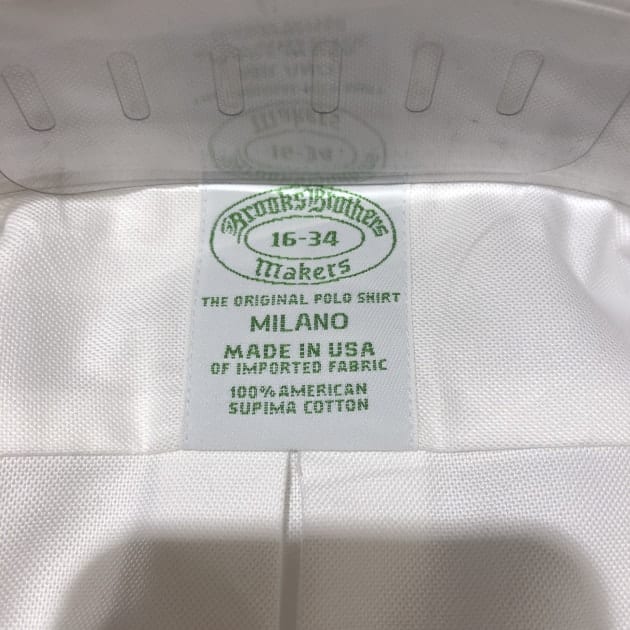 Brooks Brothers
16-34
Makers
THE ORIGINAL POLO SHIRT
MILANO
MADE IN USA
OF IMPORTED FABRIC
100% AMERICAN
SUPIMA COTTON